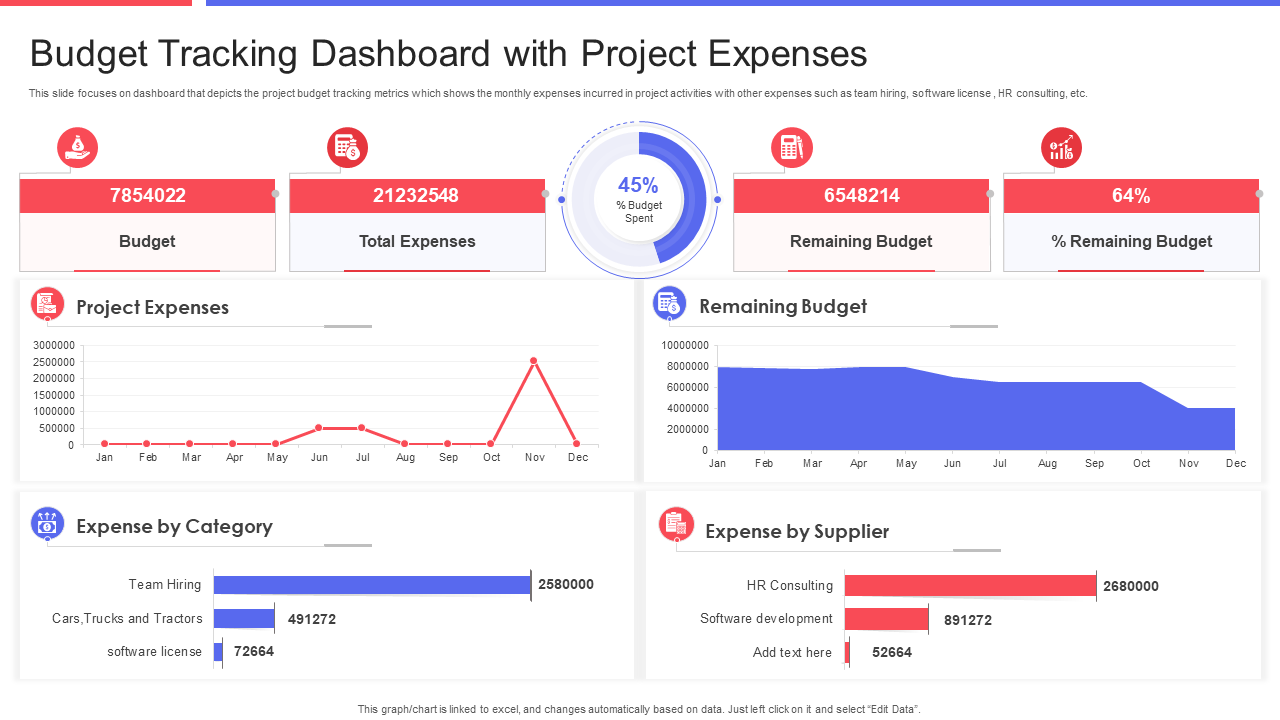 Budget Tracking Dashboard with Project Expenses
This slide focuses on dashboard that depicts the project budget tracking metrics which shows the monthly expenses incurred in project activities with other expenses such as team hiring, software license , HR consulting, etc.
7854022
Budget
21232548
Total Expenses
45%
% Budget
Spent
6548214
Remaining Budget
64%
% Remaining Budget
Project Expenses
3000000
2500000
2000000
1500000
1000000
500000
0
Jan Feb Mar Apr May Jun Jul Aug Sep Oct Nov Dec
Remaining Budget
10000000
8000000
6000000
4000000
2000000
0
Jan Feb Mar Apr May Jun Jul Aug Sep Oct Nov Dec
Expense by Category
Team Hiring 2580000
Cars,Trucks and Tractors 491272
software license 72664
Expense by Supplier
HR Consulting 2680000
Software development 891272
Add text here 52664
This graph/chart is linked to excel, and changes automatically based on data. Just left click on it and select “Edit Data”.